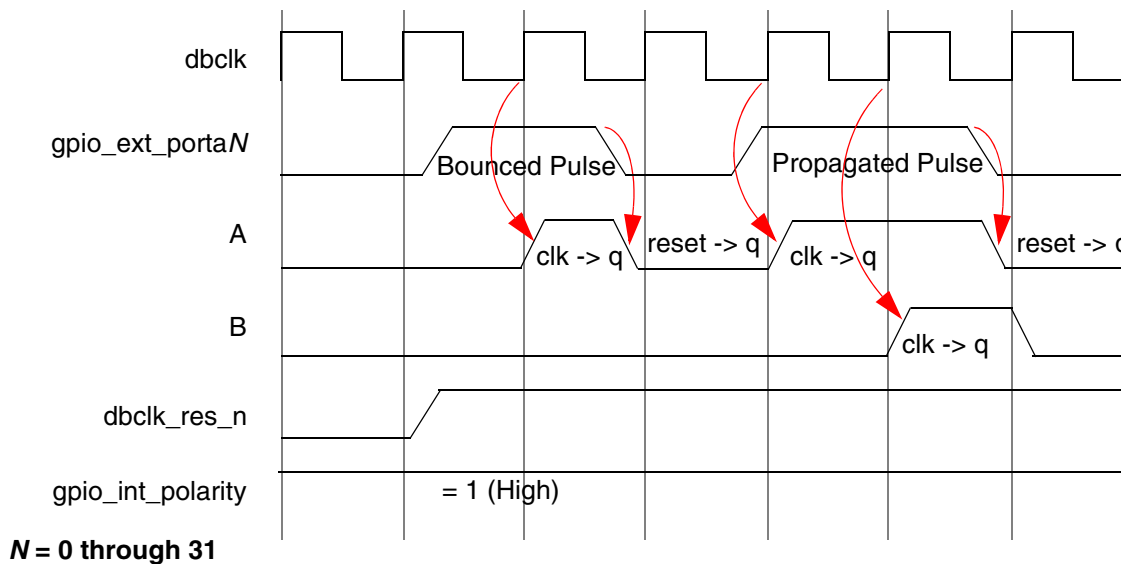 dbclk
gpio_ext_portaN
Bounced Pulse
Propagated Pulse
A
clk -> q
reset -> q
clk -> q
reset -> q
B
clk -> q
dbclk_res_n
gpio_int_polarity
= 1 (High)
N = 0 through 31